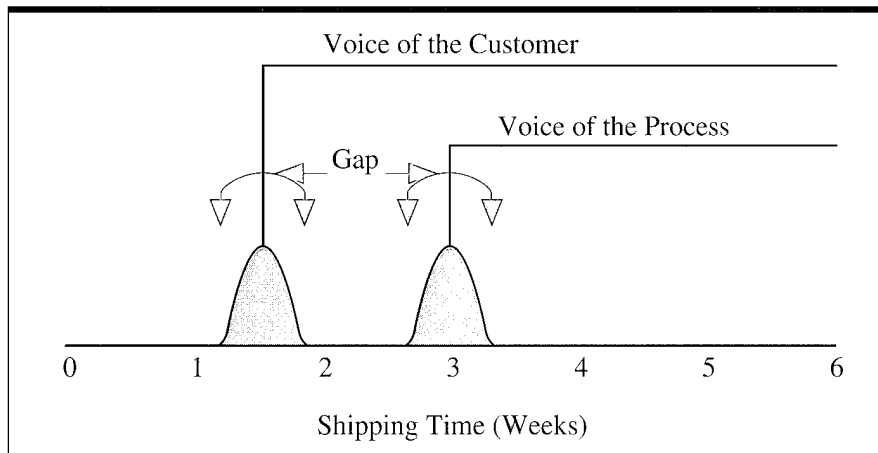 Voice of the Customer
Voice of the Process
Gap
0 1 2 3 4 5 6
Shipping Time (Weeks)